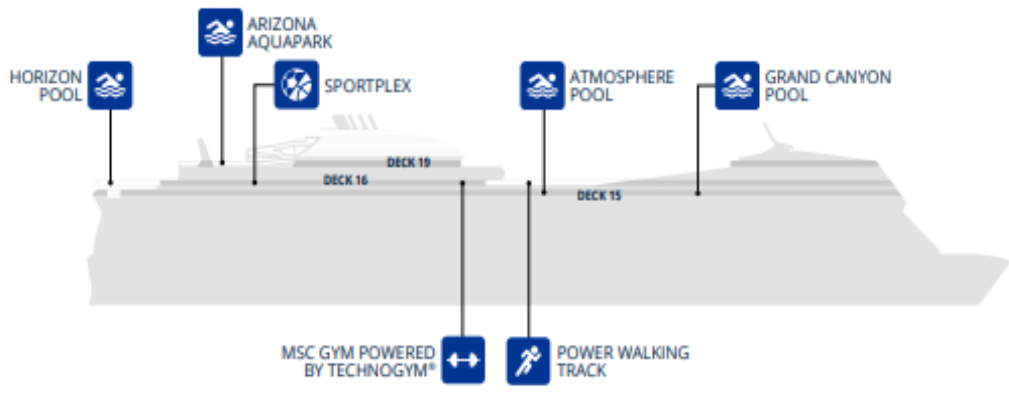 ARIZONA
AQUAPARK
HORIZON
POOL
SPORTPLEX
ATMOSPHERE
POOL
GRAND CANYON
POOL
DECK 19
DECK 16
DECK 15
MSC GYM POWERED
BY TECHNOGYM®
POWER WALKING
TRACK